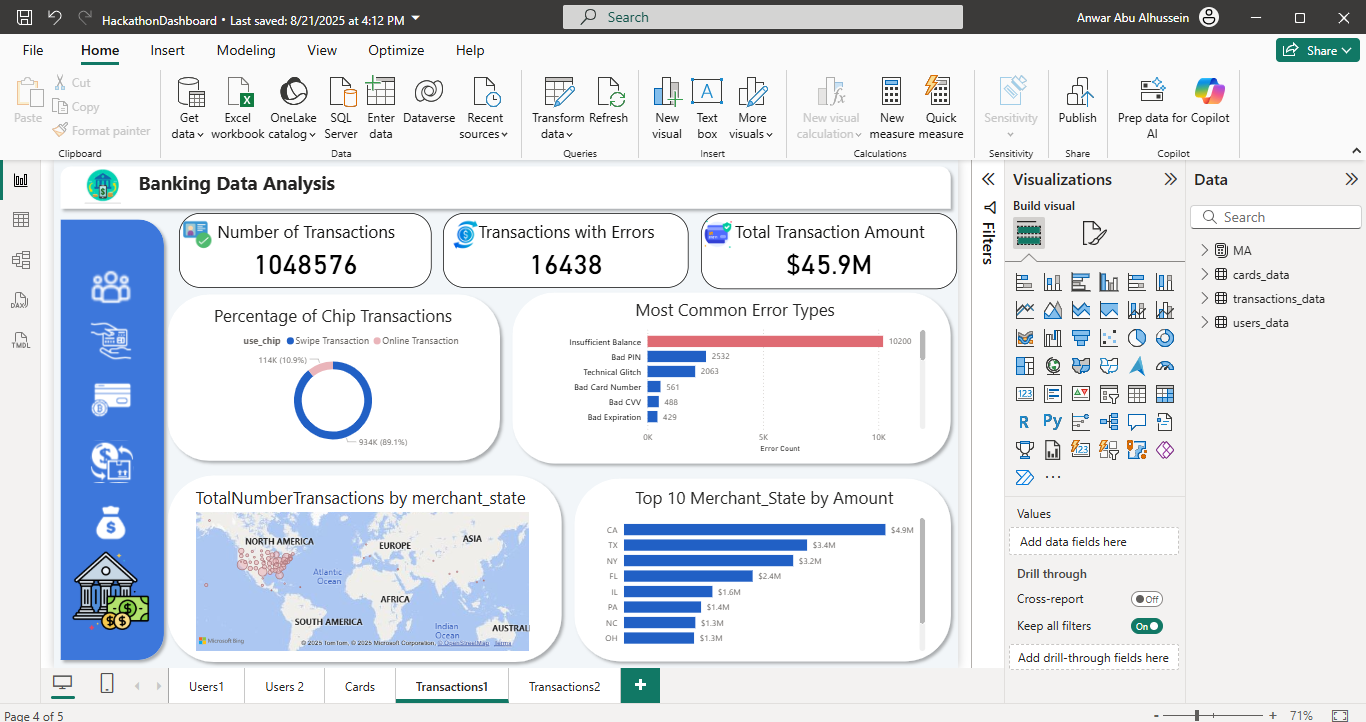 HackathonDashboard • Last saved: 8/21/2025 at 4:12 PM
Search
Anwar Abu Alhussein
File Home Insert Modeling View Optimize Help
Share
Paste
Cut
Copy
Format painter
Clipboard
Get data
Excel workbook
OneLake catalog
SQL Server
Enter data
Dataverse
Recent sources
Data
Transform data
Refresh
Queries
New visual
Text box
More visuals
Insert
New visual calculation
New measure
Quick measure
Calculations
Sensitivity
Sensitivity
Publish
Share
Prep data for AI
Copilot
Copilot
Banking Data Analysis
Number of Transactions
1048576
Transactions with Errors
16438
Total Transaction Amount
$45.9M
Percentage of Chip Transactions
use_chip Swipe Transaction Online Transaction
114K (10.9%)
934K (89.1%)
Most Common Error Types
Insufficient Balance 10200
Bad PIN 2532
Technical Glitch 2063
Bad Card Number 561
Bad CVV 488
Bad Expiration 429
0K 5K 10K
Error Count
TotalNumberTransactions by merchant_state
NORTH AMERICA
EUROPE
ASIA
Atlantic Ocean
AFRICA
SOUTH AMERICA
Indian Ocean
AUSTRAL
Microsoft Bing
© 2025 TomTom, © 2025 Microsoft Corporation, © OpenStreetMap Terms
Top 10 Merchant_State by Amount
CA $4.9M
TX $3.4M
NY $3.2M
FL $2.4M
IL $1.6M
PA $1.4M
NC $1.3M
OH $1.3M
Filters
Visualizations
Build visual
123
R Py
123
Values
Add data fields here
Drill through
Cross-report Off
Keep all filters On
Add drill-through fields here
Data
Search
MA
cards_data
transactions_data
users_data
DAX
TMDL
Users1 Users 2 Cards Transactions1 Transactions2 +
Page 4 of 5
- + 71%